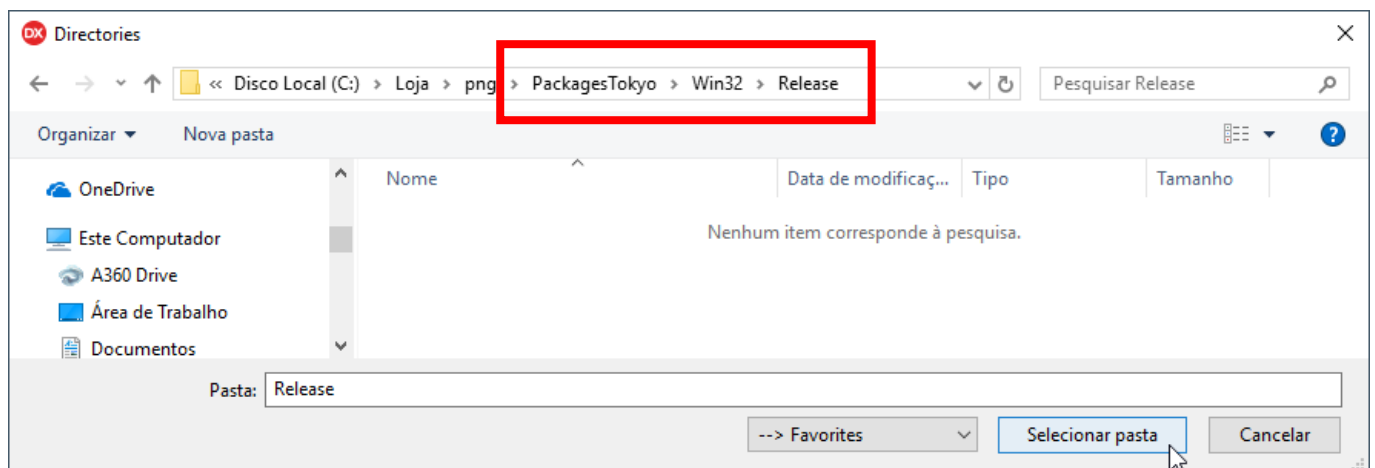 DX Directories
« Disco Local (C:) > Loja > png > PackagesTokyo > Win32 > Release Pesquisar Release
Organizar Nova pasta ?
OneDrive
Este Computador
A360 Drive
Área de Trabalho
Documentos
Nome Data de modificaç... Tipo Tamanho
Nenhum item corresponde à pesquisa.
Pasta: Release
--> Favorites Selecionar pasta Cancelar